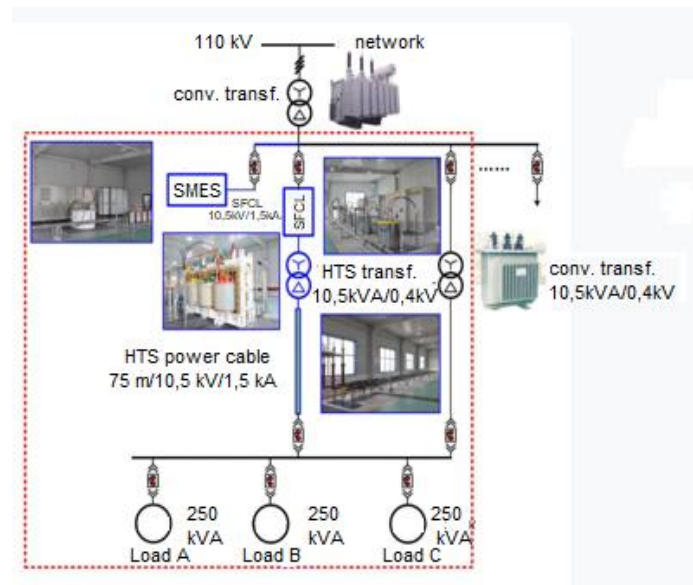 110 kV
network
conv. transf.
SMES
SFCL
10,5kV/1,5kA
SFCL
......
HTS transf.
10,5kVA/0,4kV
conv. transf.
10,5kVA/0,4kV
HTS power cable
75 m/10,5 kV/1,5 kA
250
kVA
Load A
250
kVA
Load B
250
kVA
Load C